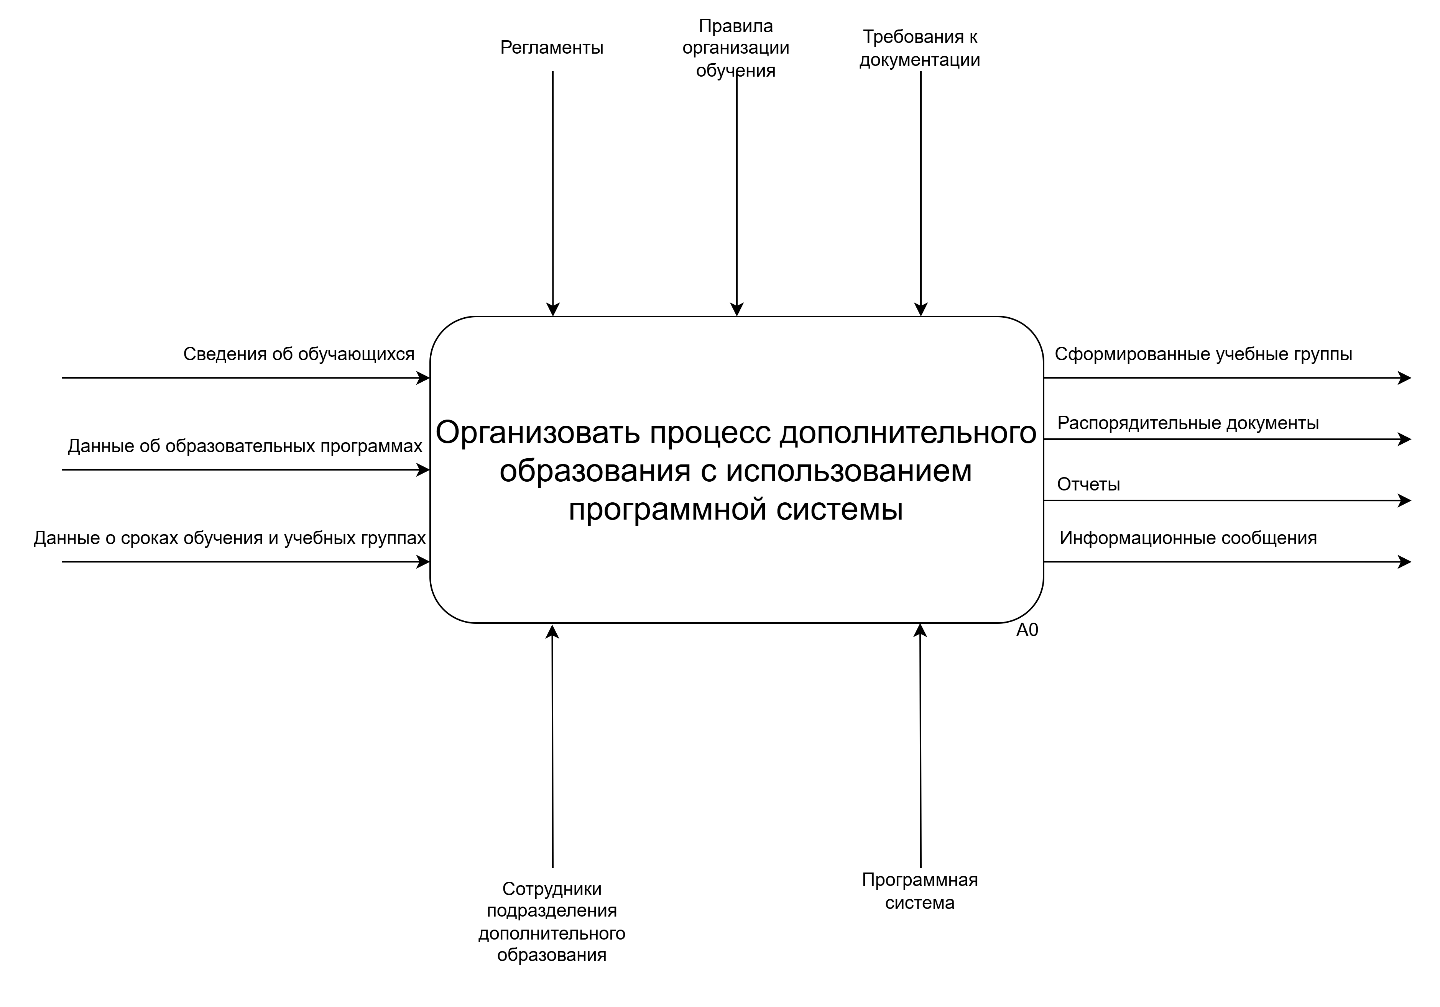 Регламенты
Правила
организации
обучения
Требования к
документации
Сведения об обучающихся
Данные об образовательных программах
Данные о сроках обучения и учебных группах
Организовать процесс дополнительного
образования с использованием
программной системы
Сформированные учебные группы
Распорядительные документы
Отчеты
Информационные сообщения
A0
Сотрудники
подразделения
дополнительного
образования
Программная
система